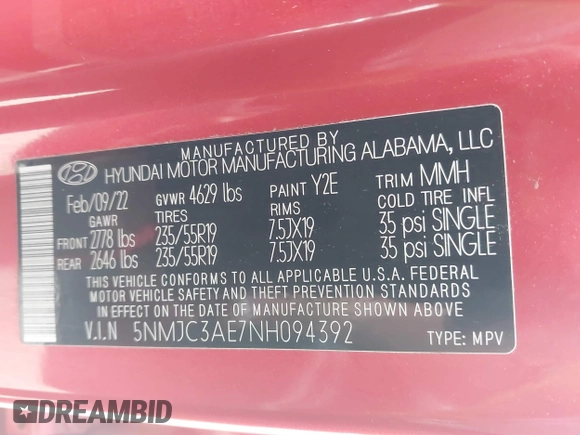 MANUFACTURED BY
HYUNDAI MOTOR MANUFACTURING ALABAMA, LLC
Feb/09/22 GVWR 4629 lbs PAINT Y2E TRIM MMH
GAWR TIRES RIMS COLD TIRE INFL
FRONT 2778 lbs 235/55R19 7.5JX19 35 psi SINGLE
REAR 2646 lbs 235/55R19 7.5JX19 35 psi SINGLE
THIS VEHICLE CONFORMS TO ALL APPLICABLE U.S.A. FEDERAL
MOTOR VEHICLE SAFETY AND THEFT PREVENTION STANDARDS
IN EFFECT ON THE DATE OF MANUFACTURE SHOWN ABOVE.
V.I.N 5NMJC3AE7NH094392 TYPE: MPV
DREAMBID